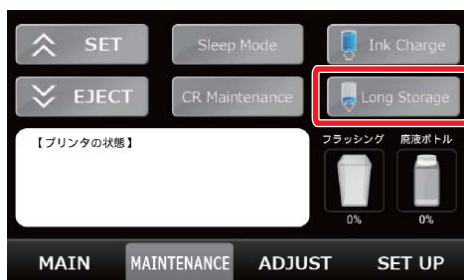 SET
Sleep Mode
Ink Charge
EJECT
CR Maintenance
Long Storage
【プリンタの状態】
フラッシング
廃液ボトル
0%
0%
MAIN
MAINTENANCE
ADJUST
SET UP